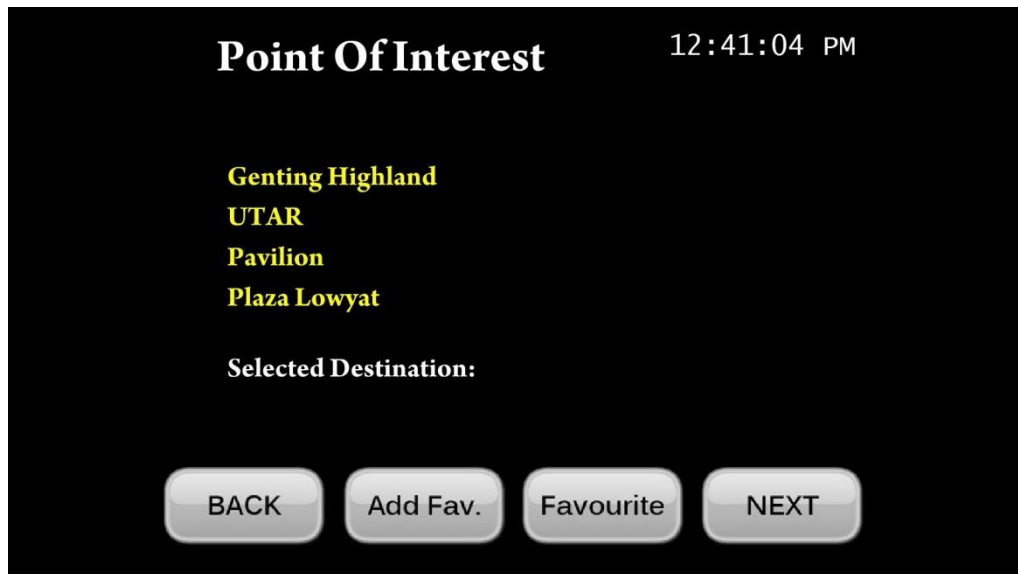 Point Of Interest
12:41:04 PM
Genting Highland
UTAR
Pavilion
Plaza Lowyat
Selected Destination:
BACK
Add Fav.
Favourite
NEXT